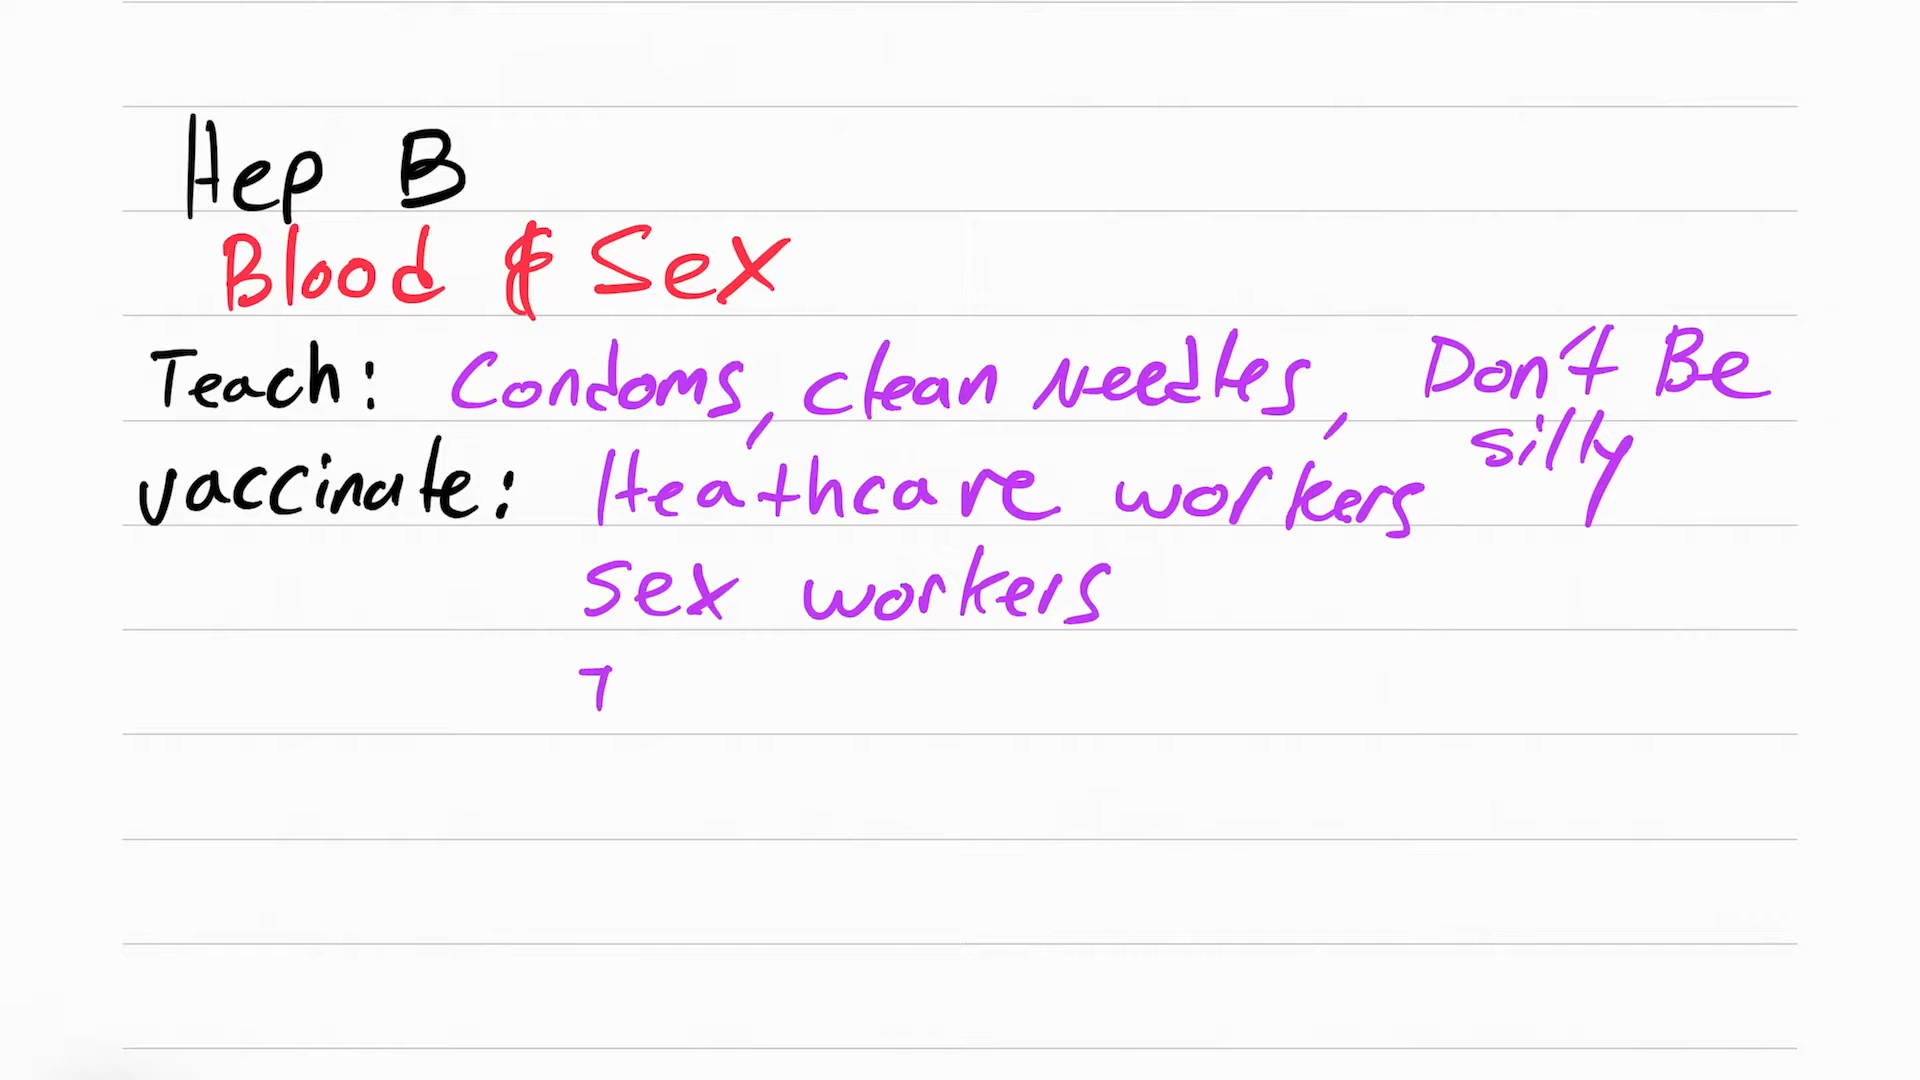 Hep B
Blood & Sex
Teach: Condoms, clean Needles, Don't Be silly
vaccinate: Heathcare workers
sex workers
T